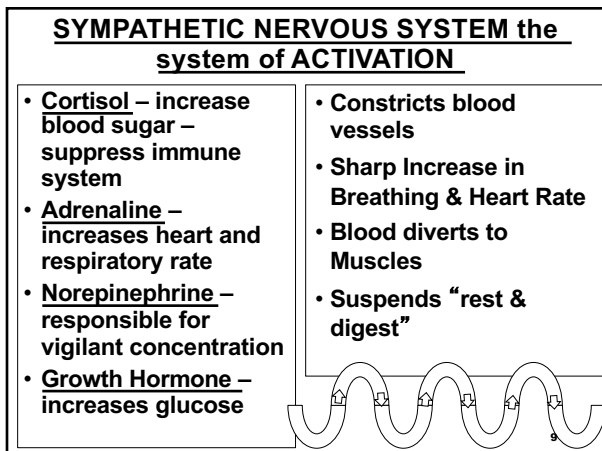 SYMPATHETIC NERVOUS SYSTEM the
system of ACTIVATION
• Cortisol – increase
blood sugar –
suppress immune
system
• Adrenaline –
increases heart and
respiratory rate
• Norepinephrine –
responsible for
vigilant concentration
• Growth Hormone –
increases glucose
• Constricts blood
vessels
• Sharp Increase in
Breathing & Heart Rate
• Blood diverts to
Muscles
• Suspends “rest &
digest”
9